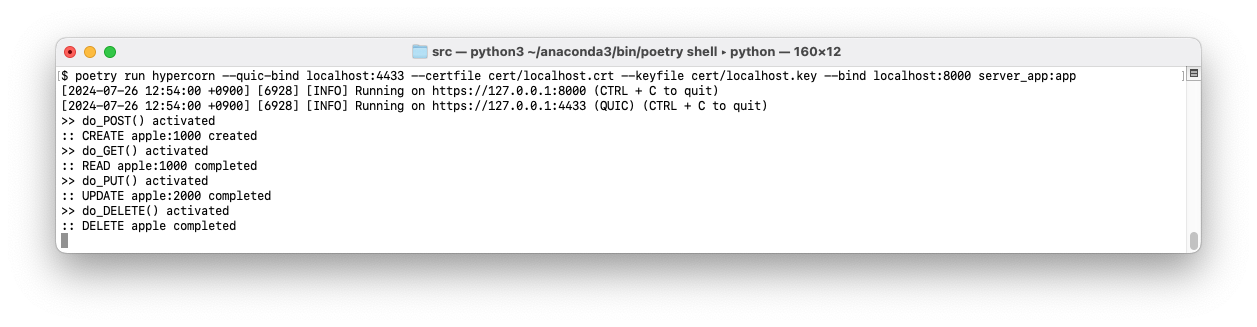 src — python3 ~/anaconda3/bin/poetry shell ▸ python — 160×12
[$ poetry run hypercorn --quic-bind localhost:4433 --certfile cert/localhost.crt --keyfile cert/localhost.key --bind localhost:8000 server_app:app ]
[2024-07-26 12:54:00 +0900] [6928] [INFO] Running on https://127.0.0.1:8000 (CTRL + C to quit)
[2024-07-26 12:54:00 +0900] [6928] [INFO] Running on https://127.0.0.1:4433 (QUIC) (CTRL + C to quit)
>> do_POST() activated
:: CREATE apple:1000 created
>> do_GET() activated
:: READ apple:1000 completed
>> do_PUT() activated
:: UPDATE apple:2000 completed
>> do_DELETE() activated
:: DELETE apple completed